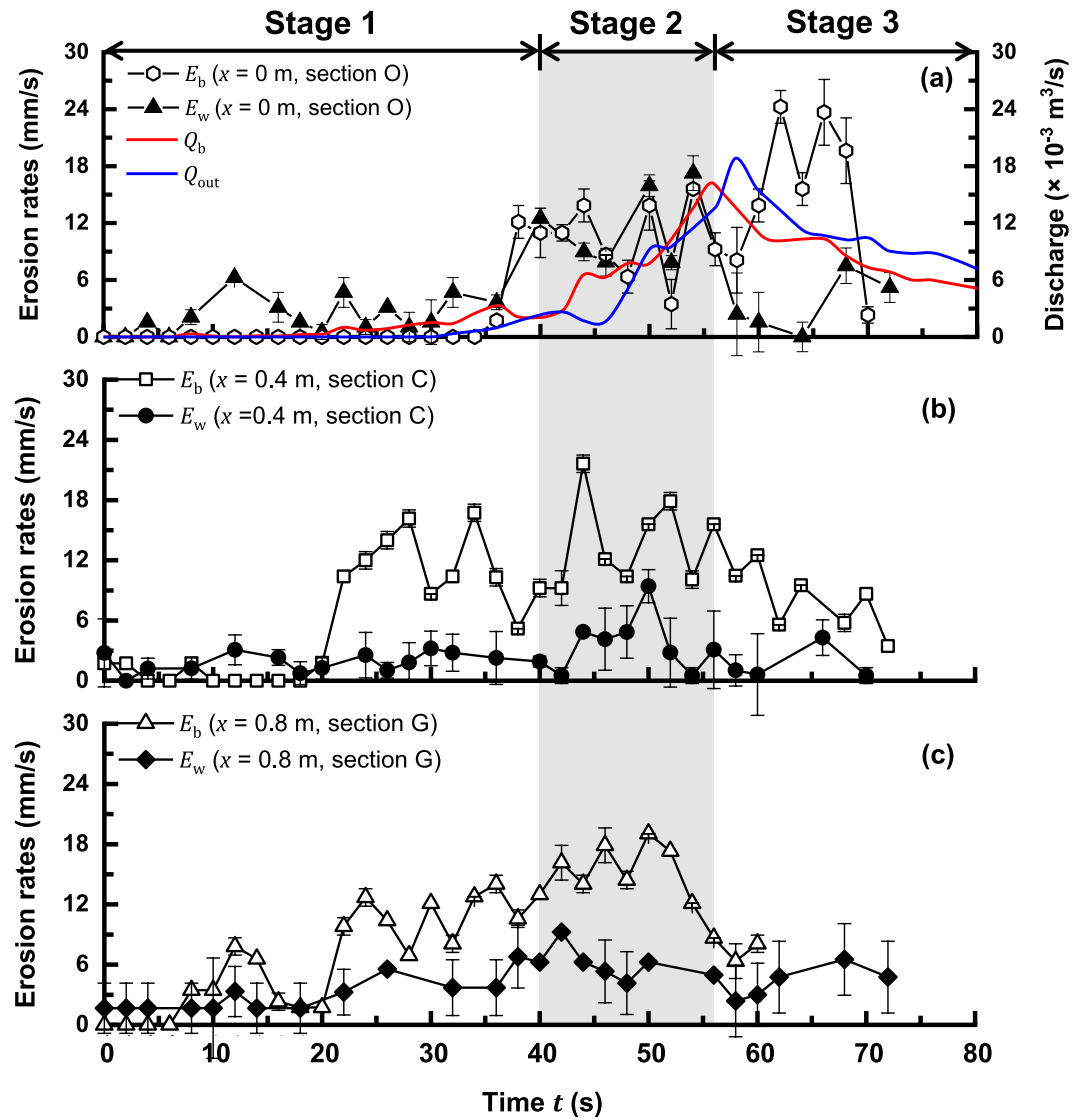 Stage 1 Stage 2 Stage 3
30 30
E_b (x = 0 m, section O) (a)
24 E_w (x = 0 m, section O) 24
Q_b
18 Q_out 18
12 12
6 6
0 0
Erosion rates (mm/s)
Discharge (× 10⁻³ m³/s)
30
E_b (x = 0.4 m, section C) (b)
E_w (x =0.4 m, section C)
24
18
12
6
0
Erosion rates (mm/s)
30
E_b (x = 0.8 m, section G)
E_w (x = 0.8 m, section G) (c)
24
18
12
6
0
Erosion rates (mm/s)
0 10 20 30 40 50 60 70 80
Time t (s)